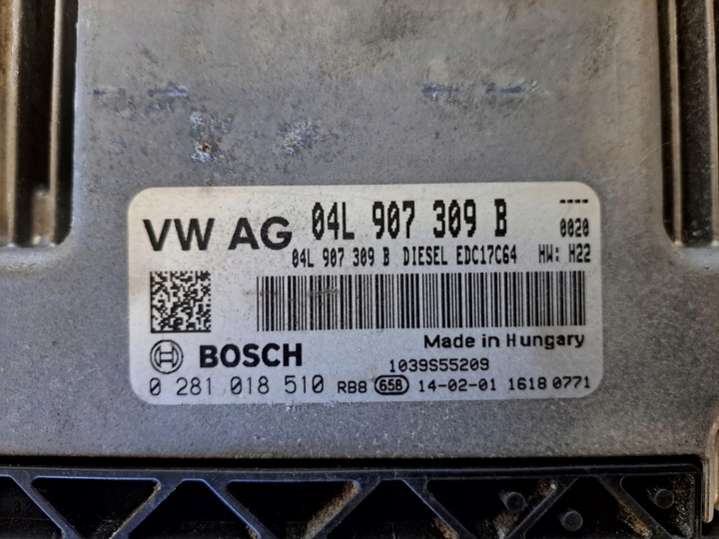 VW AG 04L 907 309 B ----
0020
04L 907 309 B DIESEL EDC17C64 HW: H22
Made in Hungary
BOSCH 1039S55209
0 281 018 510 RB8 658 14-02-01 1618 0771